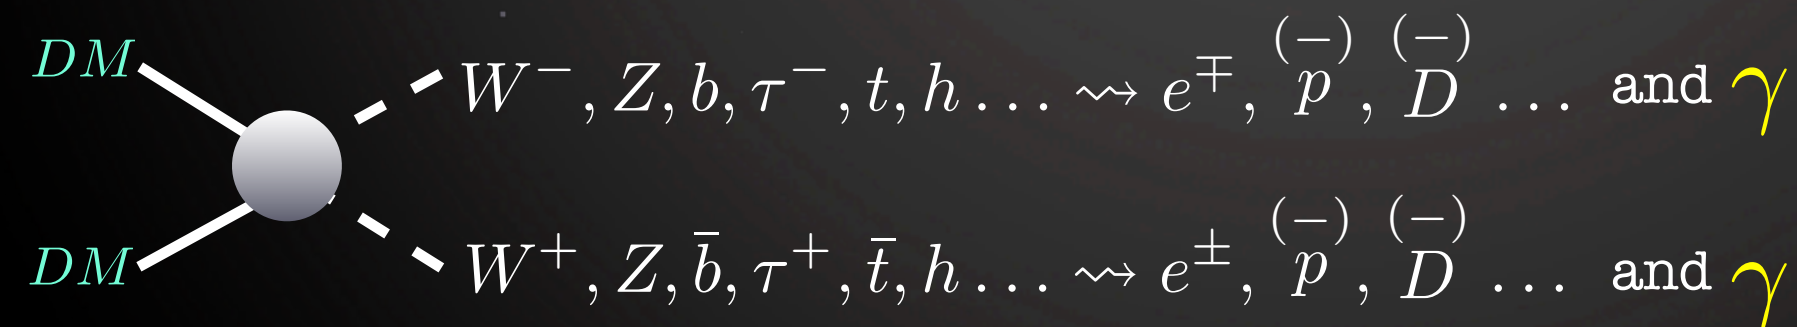 DM W⁻, Z, b, τ⁻, t, h ... ⇝ e^∓, p^(−), D^(−) ... and γ
DM W⁺, Z, b̄, τ⁺, t̄, h ... ⇝ e^±, p^(−), D^(−) ... and γ